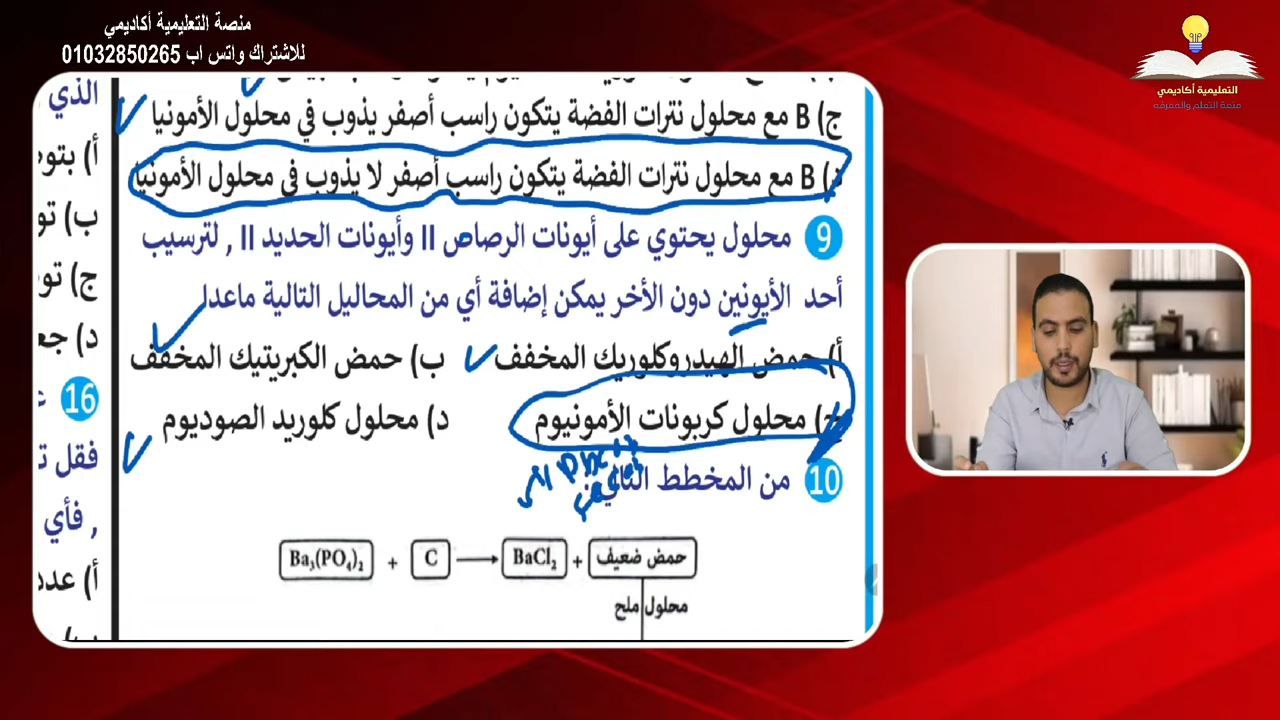 منصة التعليمية أكاديمي
للاشتراك واتس اب 01032850265
التعليمية أكاديمي
منصة التعلم والمعرفه
ج) B مع محلول نترات الفضة يتكون راسب أصفر يذوب في محلول الأمونيا
د) B مع محلول نترات الفضة يتكون راسب أصفر لا يذوب في محلول الأمونيا
9 محلول يحتوي على أيونات الرصاص II وأيونات الحديد II , لترسيب
أحد الأيونين دون الأخر يمكن إضافة أي من المحاليل التالية ماعدا
أ) حمض الهيدروكلوريك المخفف ب) حمض الكبريتيك المخفف
ج) محلول كربونات الأمونيوم د) محلول كلوريد الصوديوم
10 من المخطط التالي :
Ba₃(PO₄)₂ + C → BaCl₂ + حمض ضعيف
محلول ملح
الذي
أ) بتو
ب) تو
ج) تو
د) جع
16
فقل ت
, فأي
أ) عدد